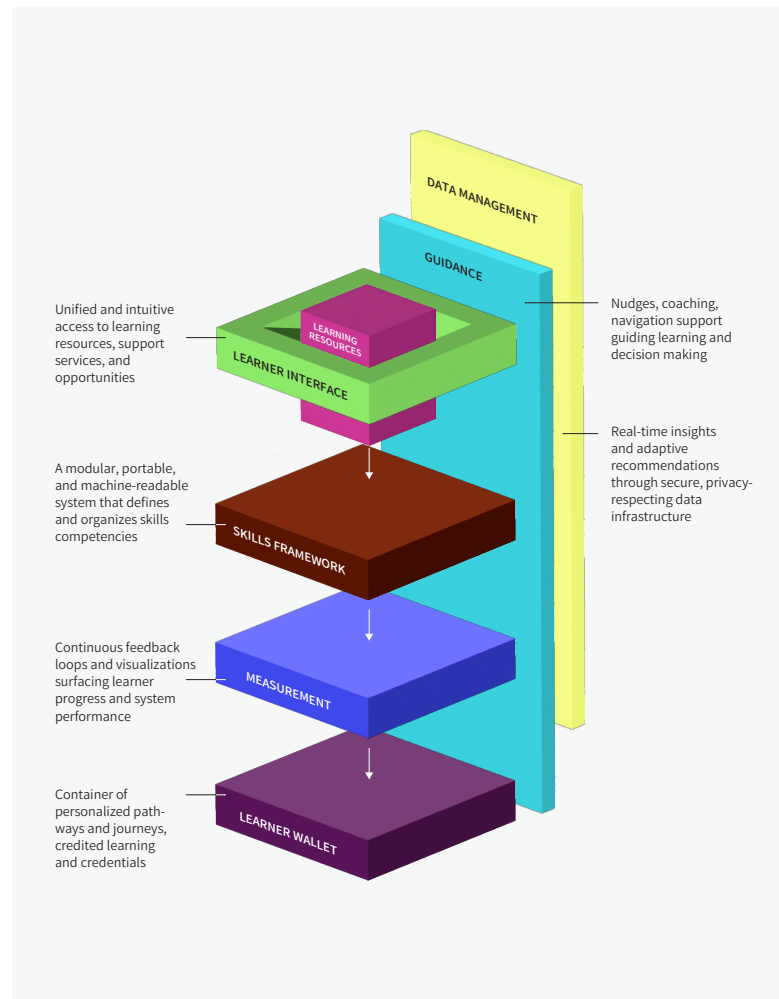 DATA MANAGEMENT
GUIDANCE
Unified and intuitive
access to learning
resources, support
services, and
opportunities
LEARNING
RESOURCES
LEARNER INTERFACE
Nudges, coaching,
navigation support
guiding learning and
decision making
Real-time insights
and adaptive
recommendations
through secure, privacy-
respecting data
infrastructure
A modular, portable,
and machine-readable
system that defines
and organizes skills
competencies
SKILLS FRAMEWORK
Continuous feedback
loops and visualizations
surfacing learner
progress and system
performance
MEASUREMENT
Container of
personalized path-
ways and journeys,
credited learning
and credentials
LEARNER WALLET